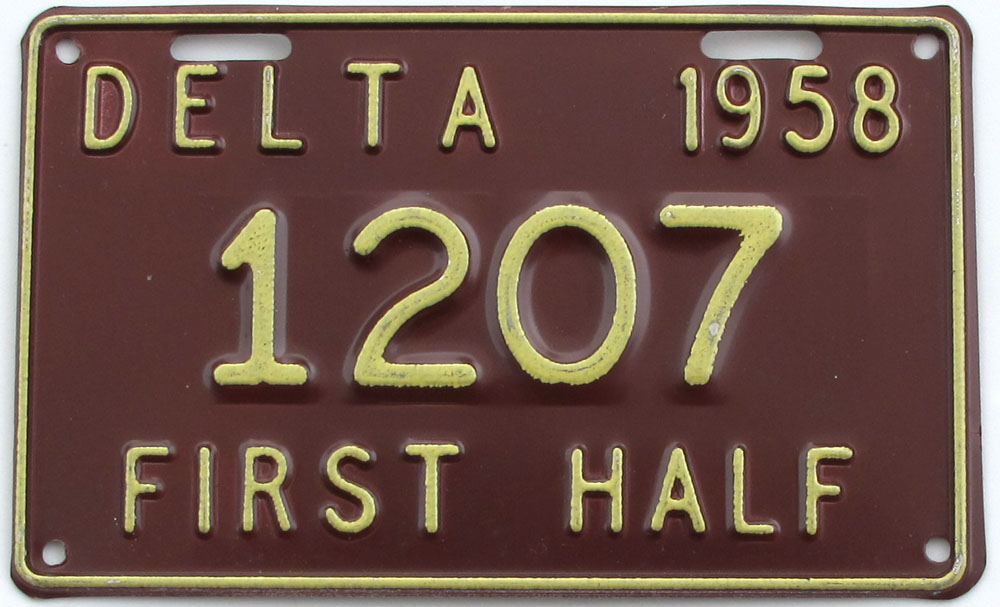 DELTA 1958
1207
FIRST HALF